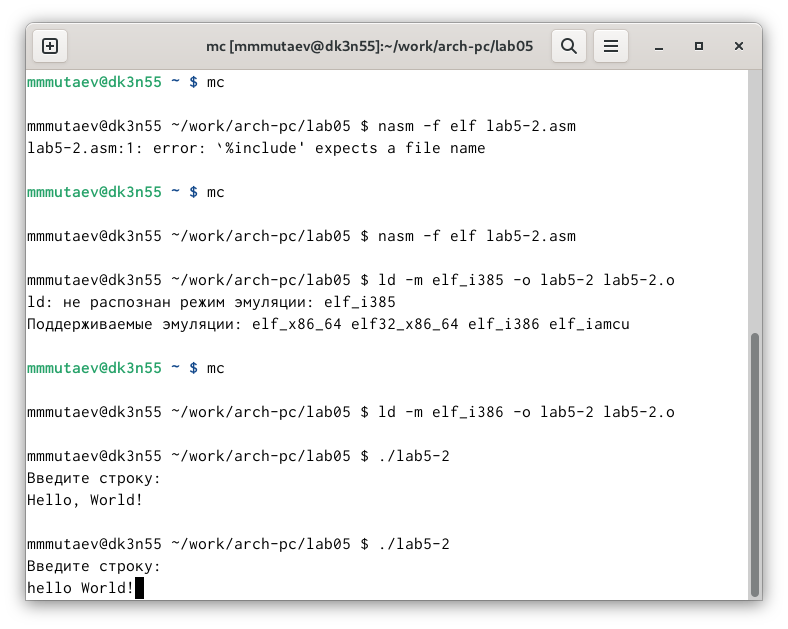 mc [mmmutaev@dk3n55]:~/work/arch-pc/lab05
mmmutaev@dk3n55 ~ $ mc
mmmutaev@dk3n55 ~/work/arch-pc/lab05 $ nasm -f elf lab5-2.asm
lab5-2.asm:1: error: `%include' expects a file name
mmmutaev@dk3n55 ~ $ mc
mmmutaev@dk3n55 ~/work/arch-pc/lab05 $ nasm -f elf lab5-2.asm
mmmutaev@dk3n55 ~/work/arch-pc/lab05 $ ld -m elf_i385 -o lab5-2 lab5-2.o
ld: не распознан режим эмуляции: elf_i385
Поддерживаемые эмуляции: elf_x86_64 elf32_x86_64 elf_i386 elf_iamcu
mmmutaev@dk3n55 ~ $ mc
mmmutaev@dk3n55 ~/work/arch-pc/lab05 $ ld -m elf_i386 -o lab5-2 lab5-2.o
mmmutaev@dk3n55 ~/work/arch-pc/lab05 $ ./lab5-2
Введите строку:
Hello, World!
mmmutaev@dk3n55 ~/work/arch-pc/lab05 $ ./lab5-2
Введите строку:
hello World!